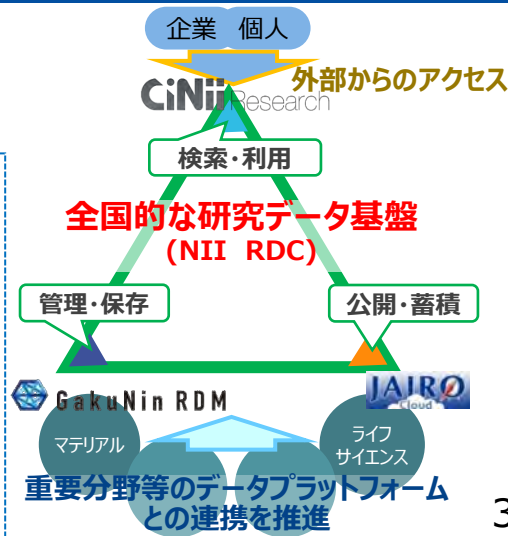 企業 個人
外部からのアクセス
CiNii Research
検索・利用
全国的な研究データ基盤
(NII RDC)
管理・保存
公開・蓄積
GakuNin RDM
JAIRO
Cloud
マテリアル
ライフ
サイエンス
重要分野等のデータプラットフォーム
との連携を推進
3